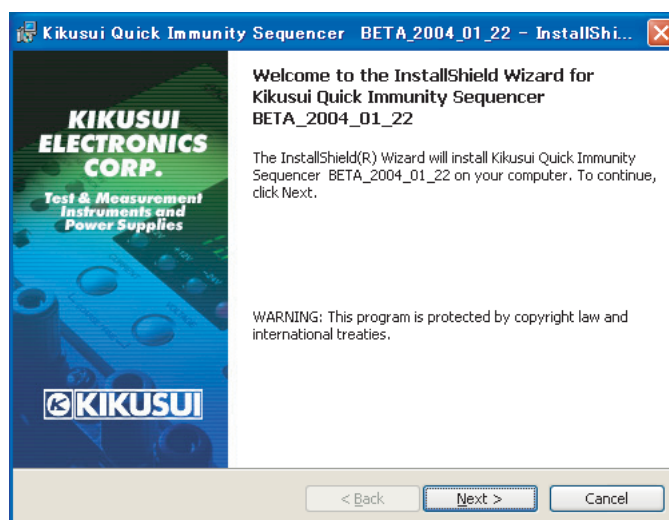 Kikusui Quick Immunity Sequencer BETA_2004_01_22 - InstallShi...
KIKUSUI
ELECTRONICS
CORP.
Test & Measurement
Instruments and
Power Supplies
KIKUSUI
Welcome to the InstallShield Wizard for
Kikusui Quick Immunity Sequencer
BETA_2004_01_22
The InstallShield(R) Wizard will install Kikusui Quick Immunity
Sequencer BETA_2004_01_22 on your computer. To continue,
click Next.
WARNING: This program is protected by copyright law and
international treaties.
< Back Next > Cancel